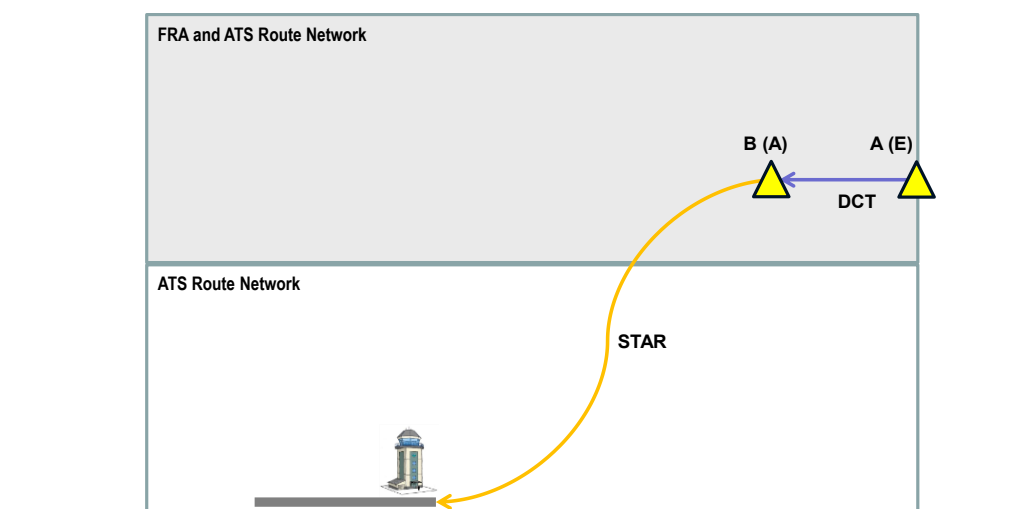 FRA and ATS Route Network
B (A)
A (E)
DCT
ATS Route Network
STAR